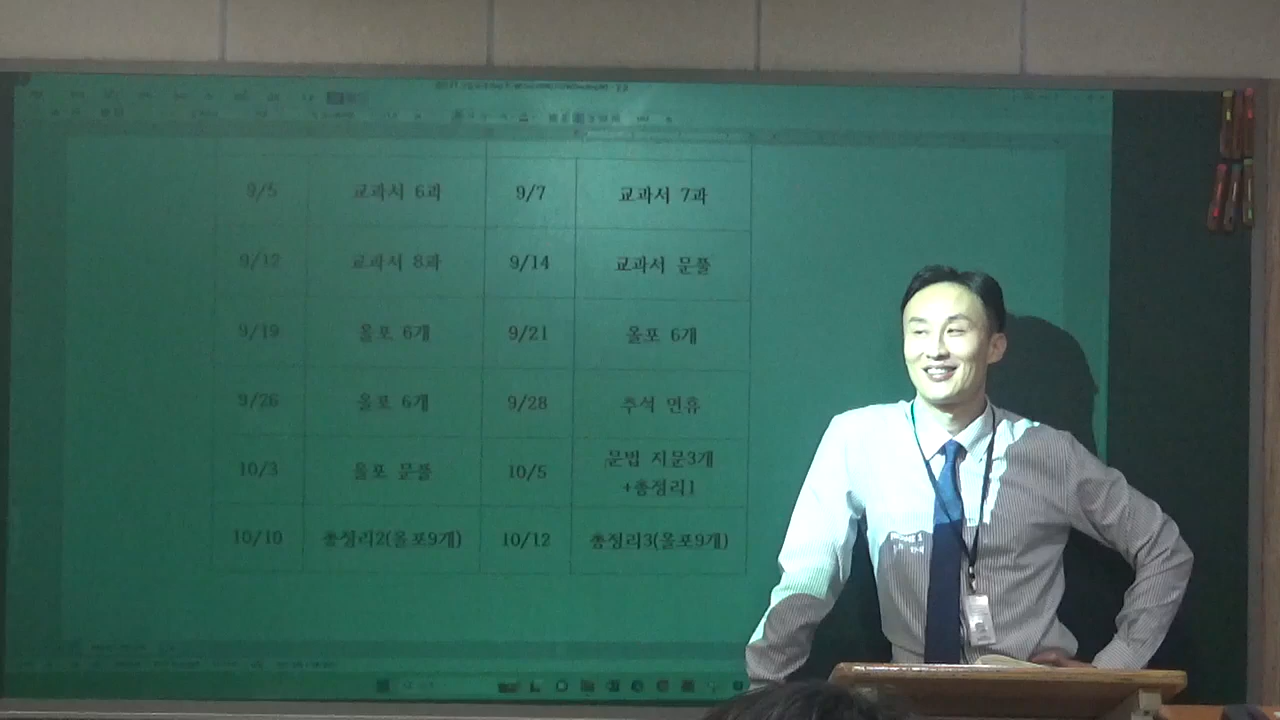 9/5 교과서 6과 9/7 교과서 7과
9/12 교과서 8과 9/14 교과서 문풀
9/19 올포 6개 9/21 올포 6개
9/26 올포 6개 9/28 추석 연휴
10/3 올포 문풀 10/5 문법 지문3개
+총정리1
10/10 총정리2(올포9개) 10/12 총정리3(올포9개)